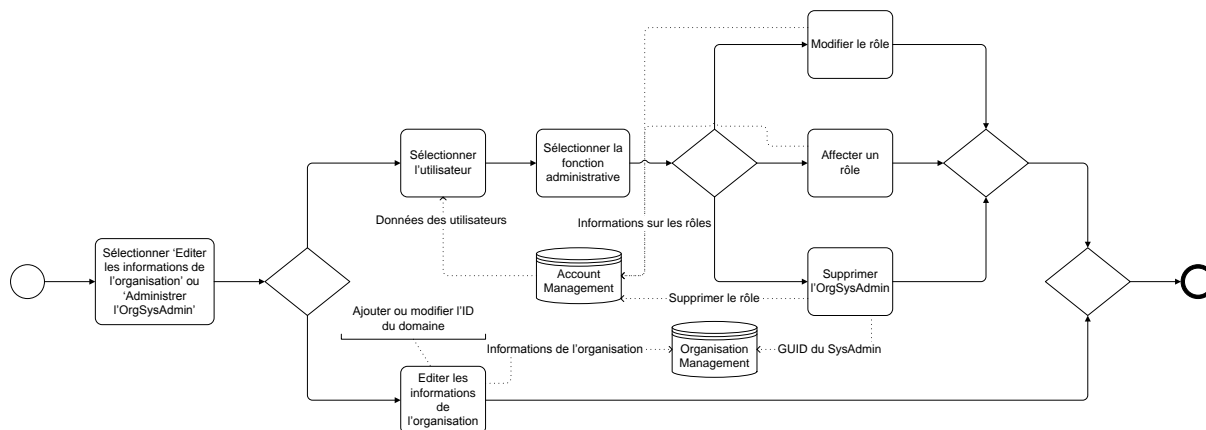 Modifier le rôle
Sélectionner
l'utilisateur
Sélectionner la
fonction
administrative
Affecter un
rôle
Données des utilisateurs
Informations sur les rôles
Sélectionner ‘Editer
les informations de
l’organisation’ ou
‘Administrer
l’OrgSysAdmin’
Account
Management
Supprimer
l’OrgSysAdmin
Supprimer le rôle
Ajouter ou modifier l’ID
du domaine
Informations de l’organisation
Organisation
Management
GUID du SysAdmin
Editer les
informations
de
l’organisation